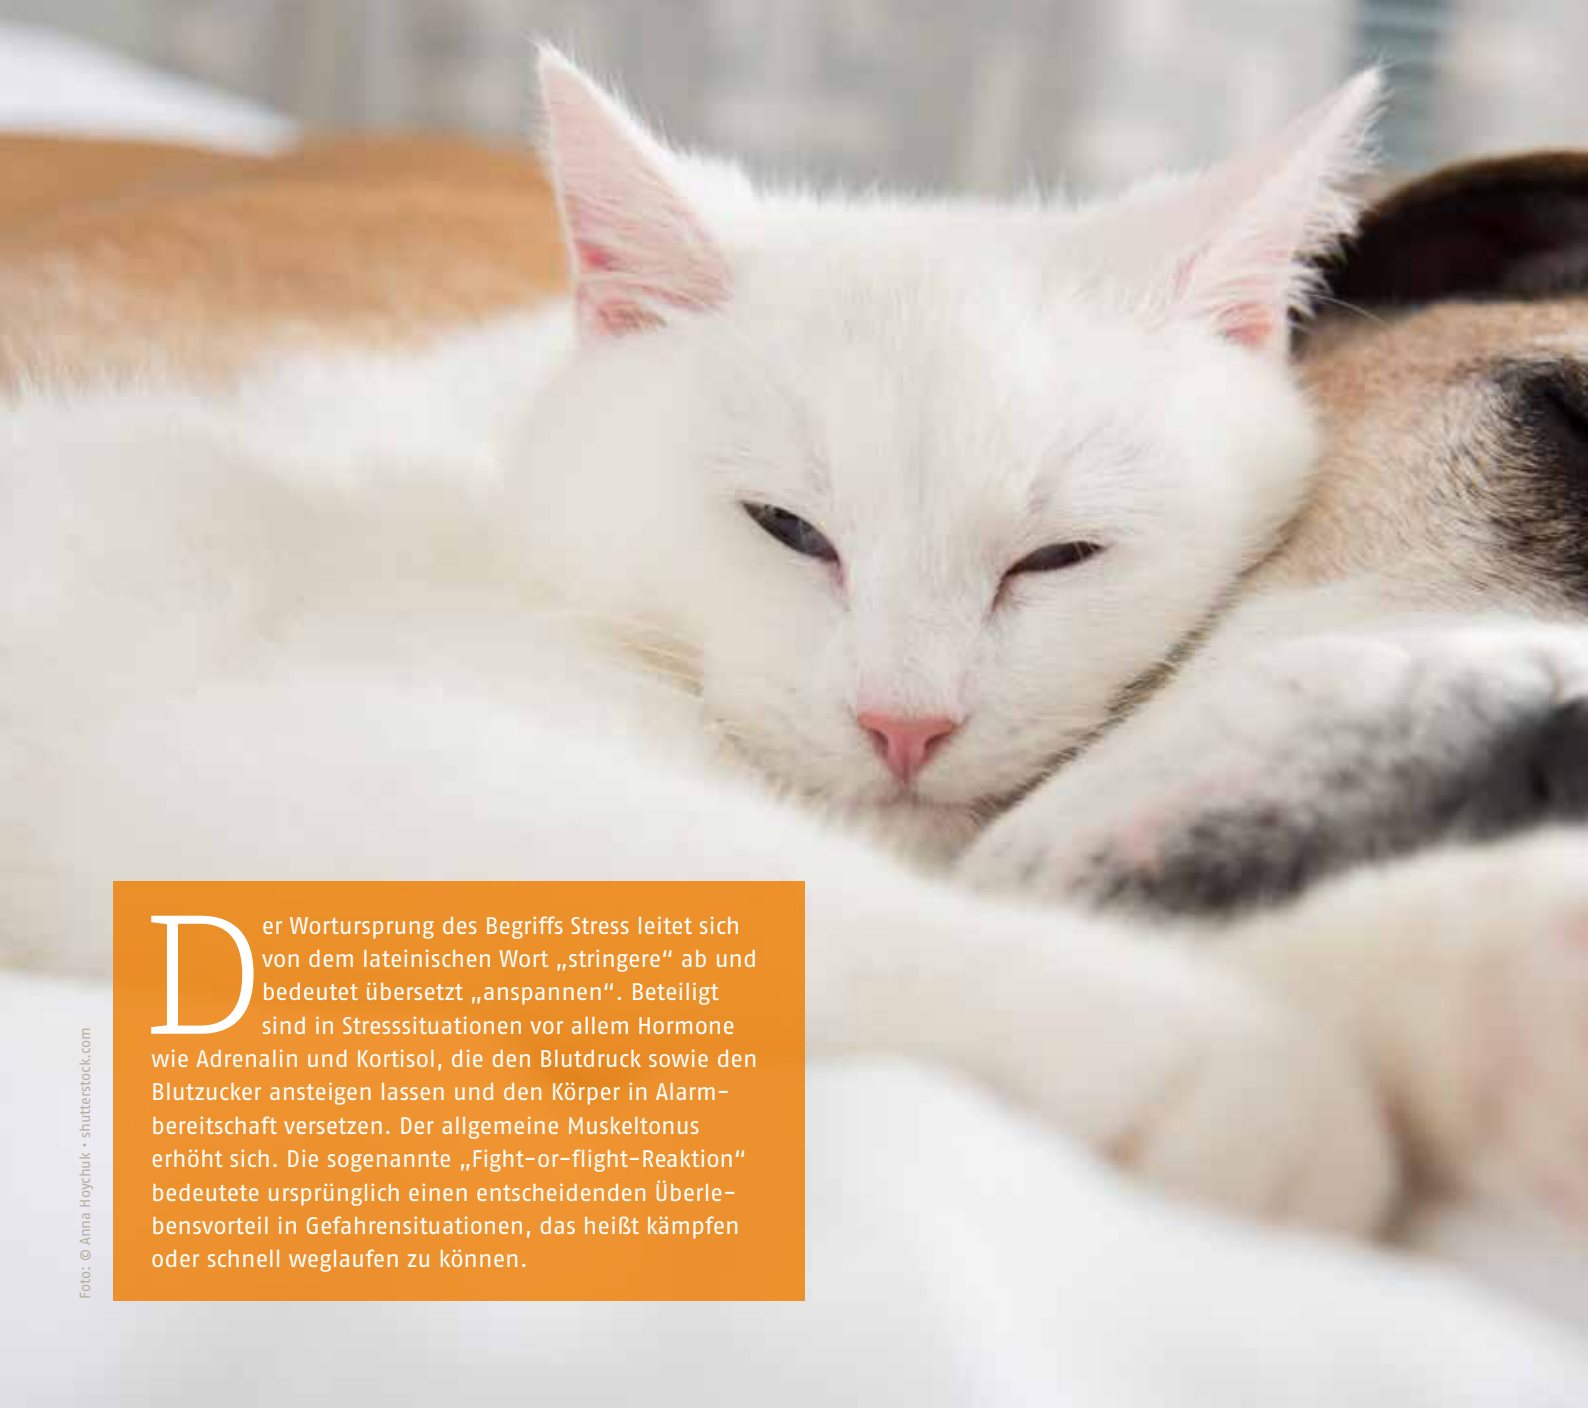 Der Wortursprung des Begriffs Stress leitet sich
von dem lateinischen Wort „stringere“ ab und
bedeutet übersetzt „anspannen“. Beteiligt
sind in Stresssituationen vor allem Hormone
wie Adrenalin und Kortisol, die den Blutdruck sowie den
Blutzucker ansteigen lassen und den Körper in Alarm-
bereitschaft versetzen. Der allgemeine Muskeltonus
erhöht sich. Die sogenannte „Fight-or-flight-Reaktion“
bedeutete ursprünglich einen entscheidenden Überle-
bensvorteil in Gefahrensituationen, das heißt kämpfen
oder schnell weglaufen zu können.
Foto: © Anna Hoychuk • shutterstock.com